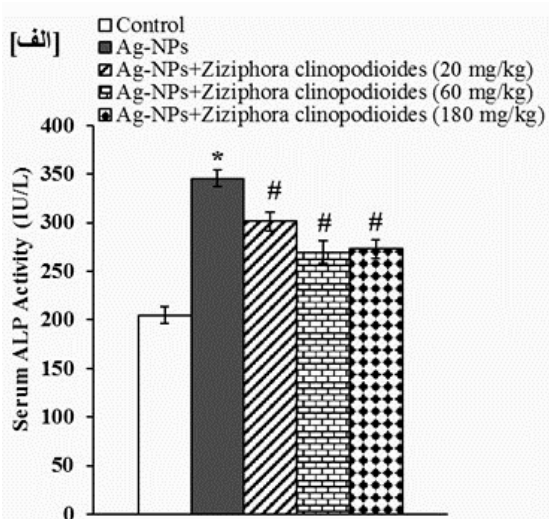 [الف]
Control
Ag-NPs
Ag-NPs+Ziziphora clinopodioides (20 mg/kg)
Ag-NPs+Ziziphora clinopodioides (60 mg/kg)
Ag-NPs+Ziziphora clinopodioides (180 mg/kg)
Serum ALP Activity (IU/L)
400
350
300
250
200
150
100
50
0
*
#
#
#